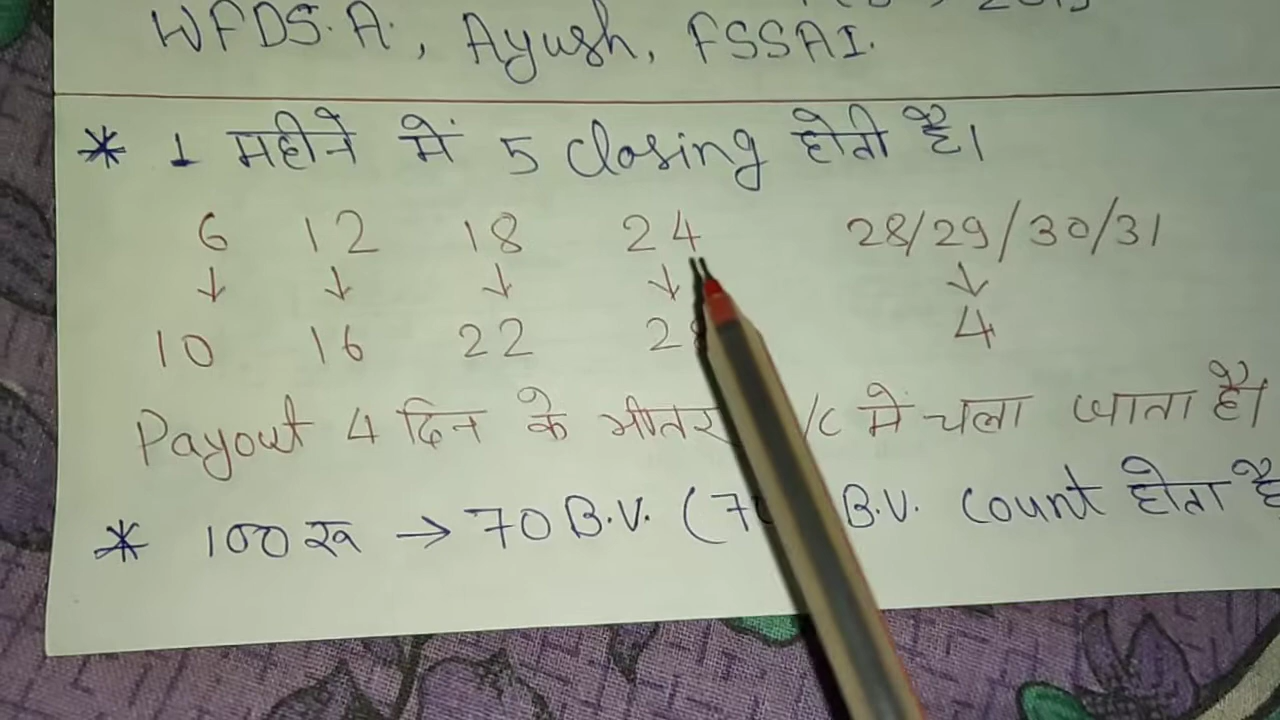 WFDS.A., Ayush, FSSAI.
* 1 महीने में 5 Closing होती है।
6 12 18 24 28/29/30/31
↓ ↓ ↓ ↓ ↓
10 16 22 4
Payout 4 दिन के भीतर /c में चला जाता है।
* 100 रू → 70 B.V. ( B.V. Count होता है